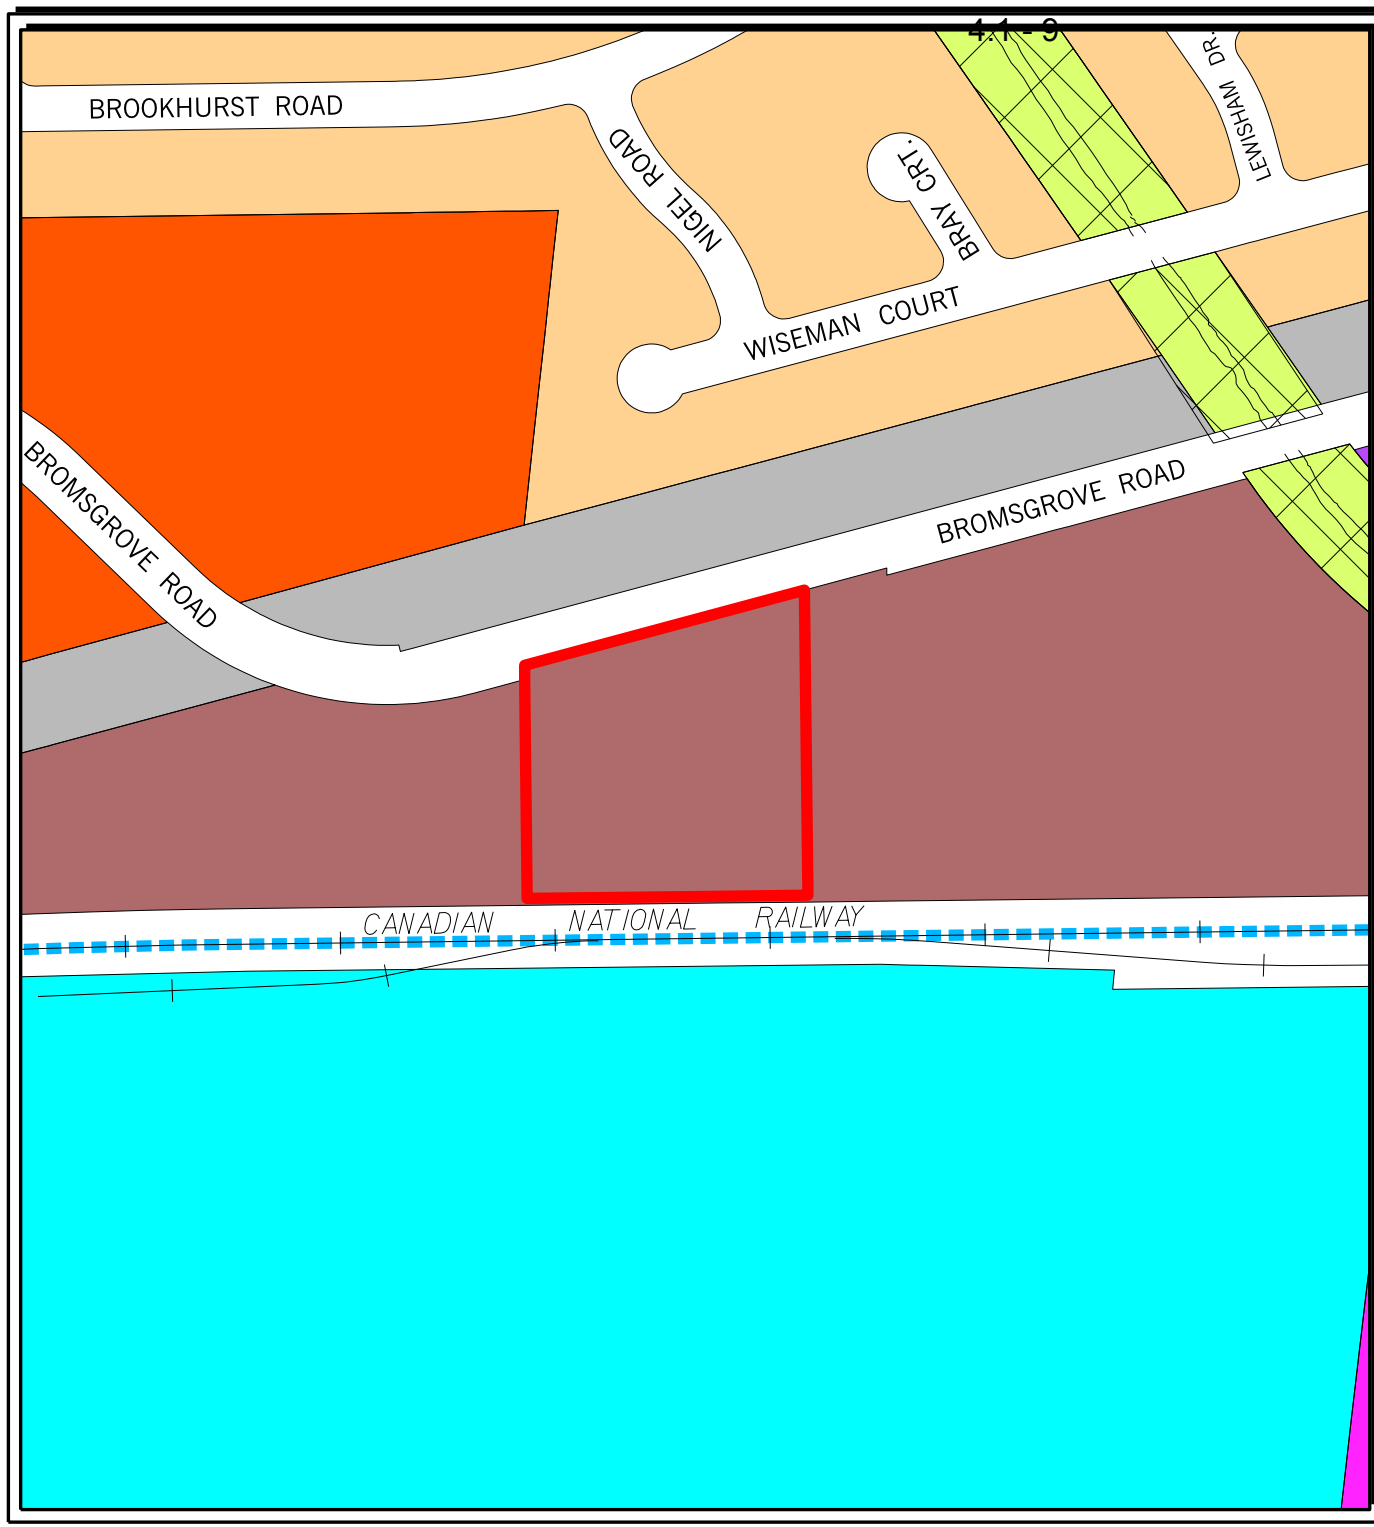 4.1 - 9
BROOKHURST ROAD
NIGEL ROAD
BRAY CRT.
LEWISHAM DR.
WISEMAN COURT
BROMSGROVE ROAD
BROMSGROVE ROAD
CANADIAN NATIONAL RAILWAY